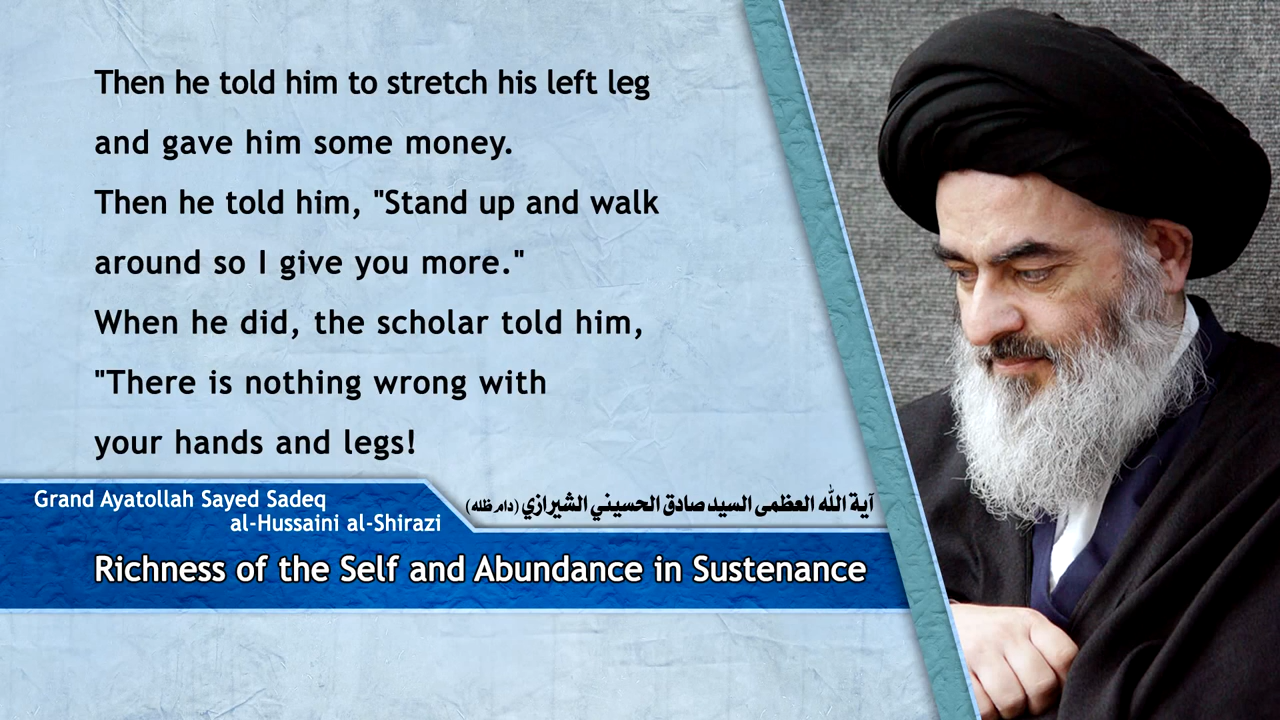 Then he told him to stretch his left leg
and gave him some money.
Then he told him, "Stand up and walk
around so I give you more."
When he did, the scholar told him,
"There is nothing wrong with
your hands and legs!
Grand Ayatollah Sayed Sadeq
al-Hussaini al-Shirazi
آية الله العظمى السيد صادق الحسيني الشيرازي (دام ظله)
Richness of the Self and Abundance in Sustenance